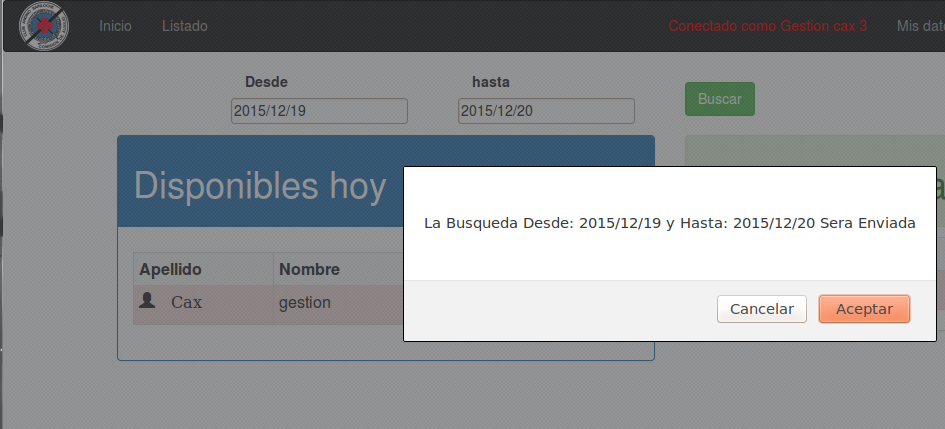 Inicio Listado Conectado como Gestion cax 3 Mis dat
Desde hasta
2015/12/19 2015/12/20 Buscar
Disponibles hoy
La Busqueda Desde: 2015/12/19 y Hasta: 2015/12/20 Sera Enviada
Apellido Nombre
Cax gestion
Cancelar Aceptar